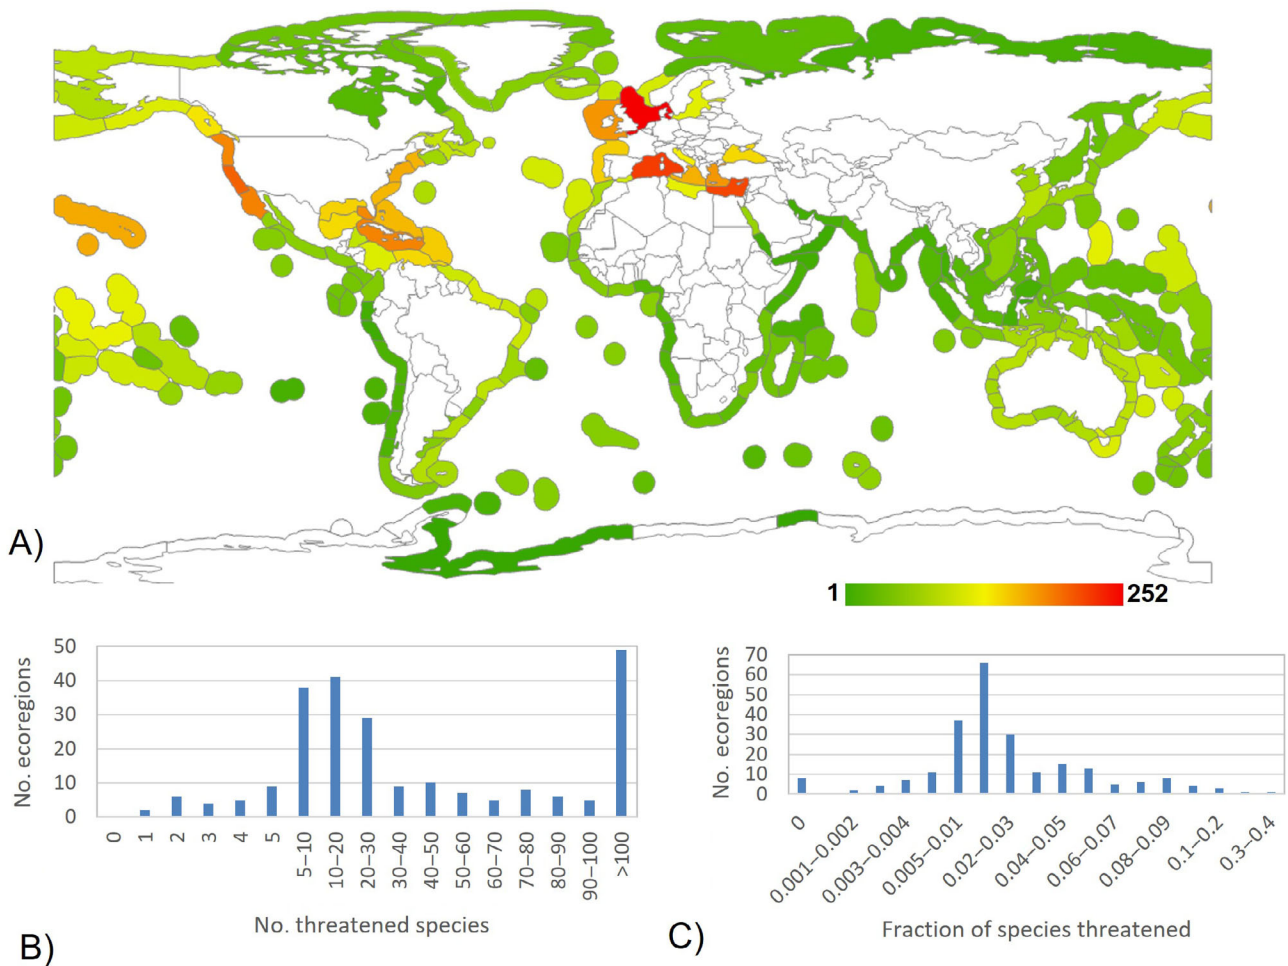 A)
1 252
50
40
30
20
10
0
No. ecoregions
0 1 2 3 4 5 5–10 10–20 20–30 30–40 40–50 50–60 60–70 70–80 80–90 90–100 >100
No. threatened species
B)
70
60
50
40
30
20
10
0
No. ecoregions
0 0.001–0.002 0.003–0.004 0.005–0.01 0.02–0.03 0.04–0.05 0.06–0.07 0.08–0.09 0.1–0.2 0.3–0.4
Fraction of species threatened
C)